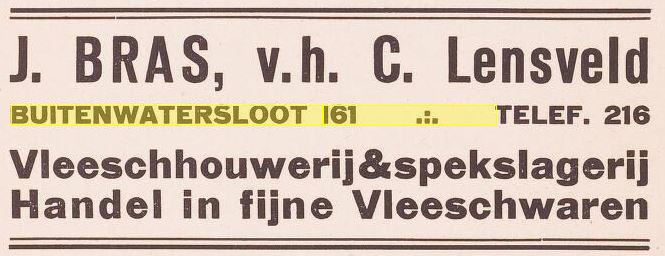 J. BRAS, v.h. C. Lensveld
BUITENWATERSLOOT 161 .:. TELEF. 216
Vleeschhouwerij & spekslagerij
Handel in fijne Vleeschwaren